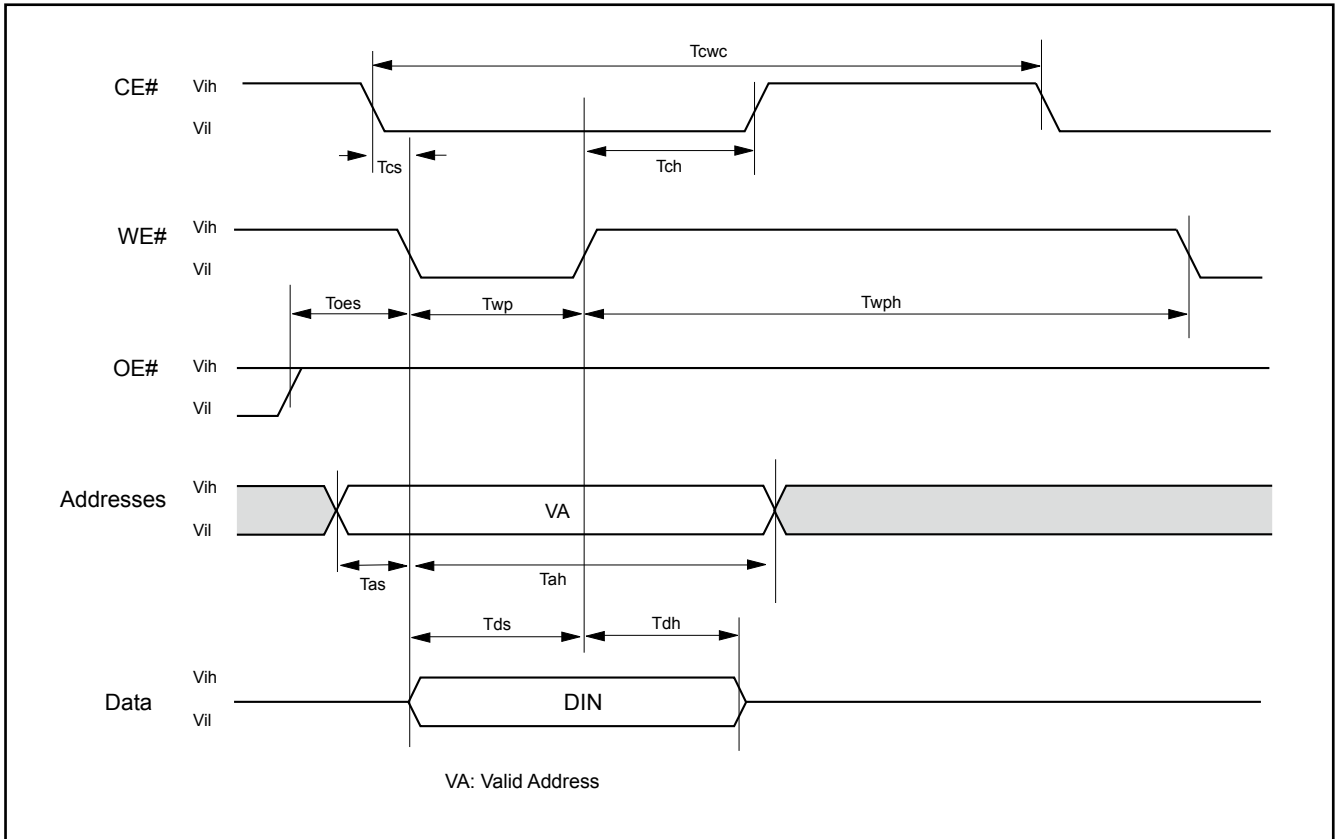 Tcwc
CE#
Vih
Vil
Tcs
Tch
WE#
Vih
Vil
Toes
Twp
Twph
OE#
Vih
Vil
Addresses
Vih
Vil
VA
Tas
Tah
Tds
Tdh
Data
Vih
Vil
DIN
VA: Valid Address